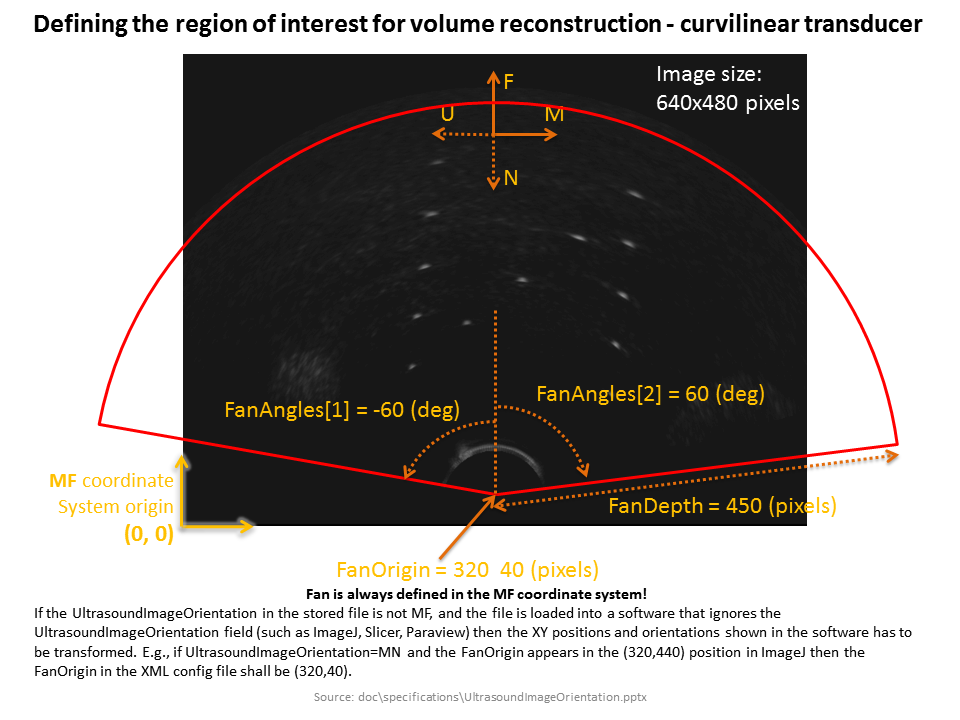 Defining the region of interest for volume reconstruction - curvilinear transducer
Image size:
640x480 pixels
F
U
M
N
FanAngles[1] = -60 (deg)
FanAngles[2] = 60 (deg)
MF coordinate
System origin
(0, 0)
FanDepth = 450 (pixels)
FanOrigin = 320  40 (pixels)
Fan is always defined in the MF coordinate system!
If the UltrasoundImageOrientation in the stored file is not MF, and the file is loaded into a software that ignores the
UltrasoundImageOrientation field (such as ImageJ, Slicer, Paraview) then the XY positions and orientations shown in the software has to
be transformed. E.g., if UltrasoundImageOrientation=MN and the FanOrigin appears in the (320,440) position in ImageJ then the
FanOrigin in the XML config file shall be (320,40).
Source: doc\specifications\UltrasoundImageOrientation.pptx